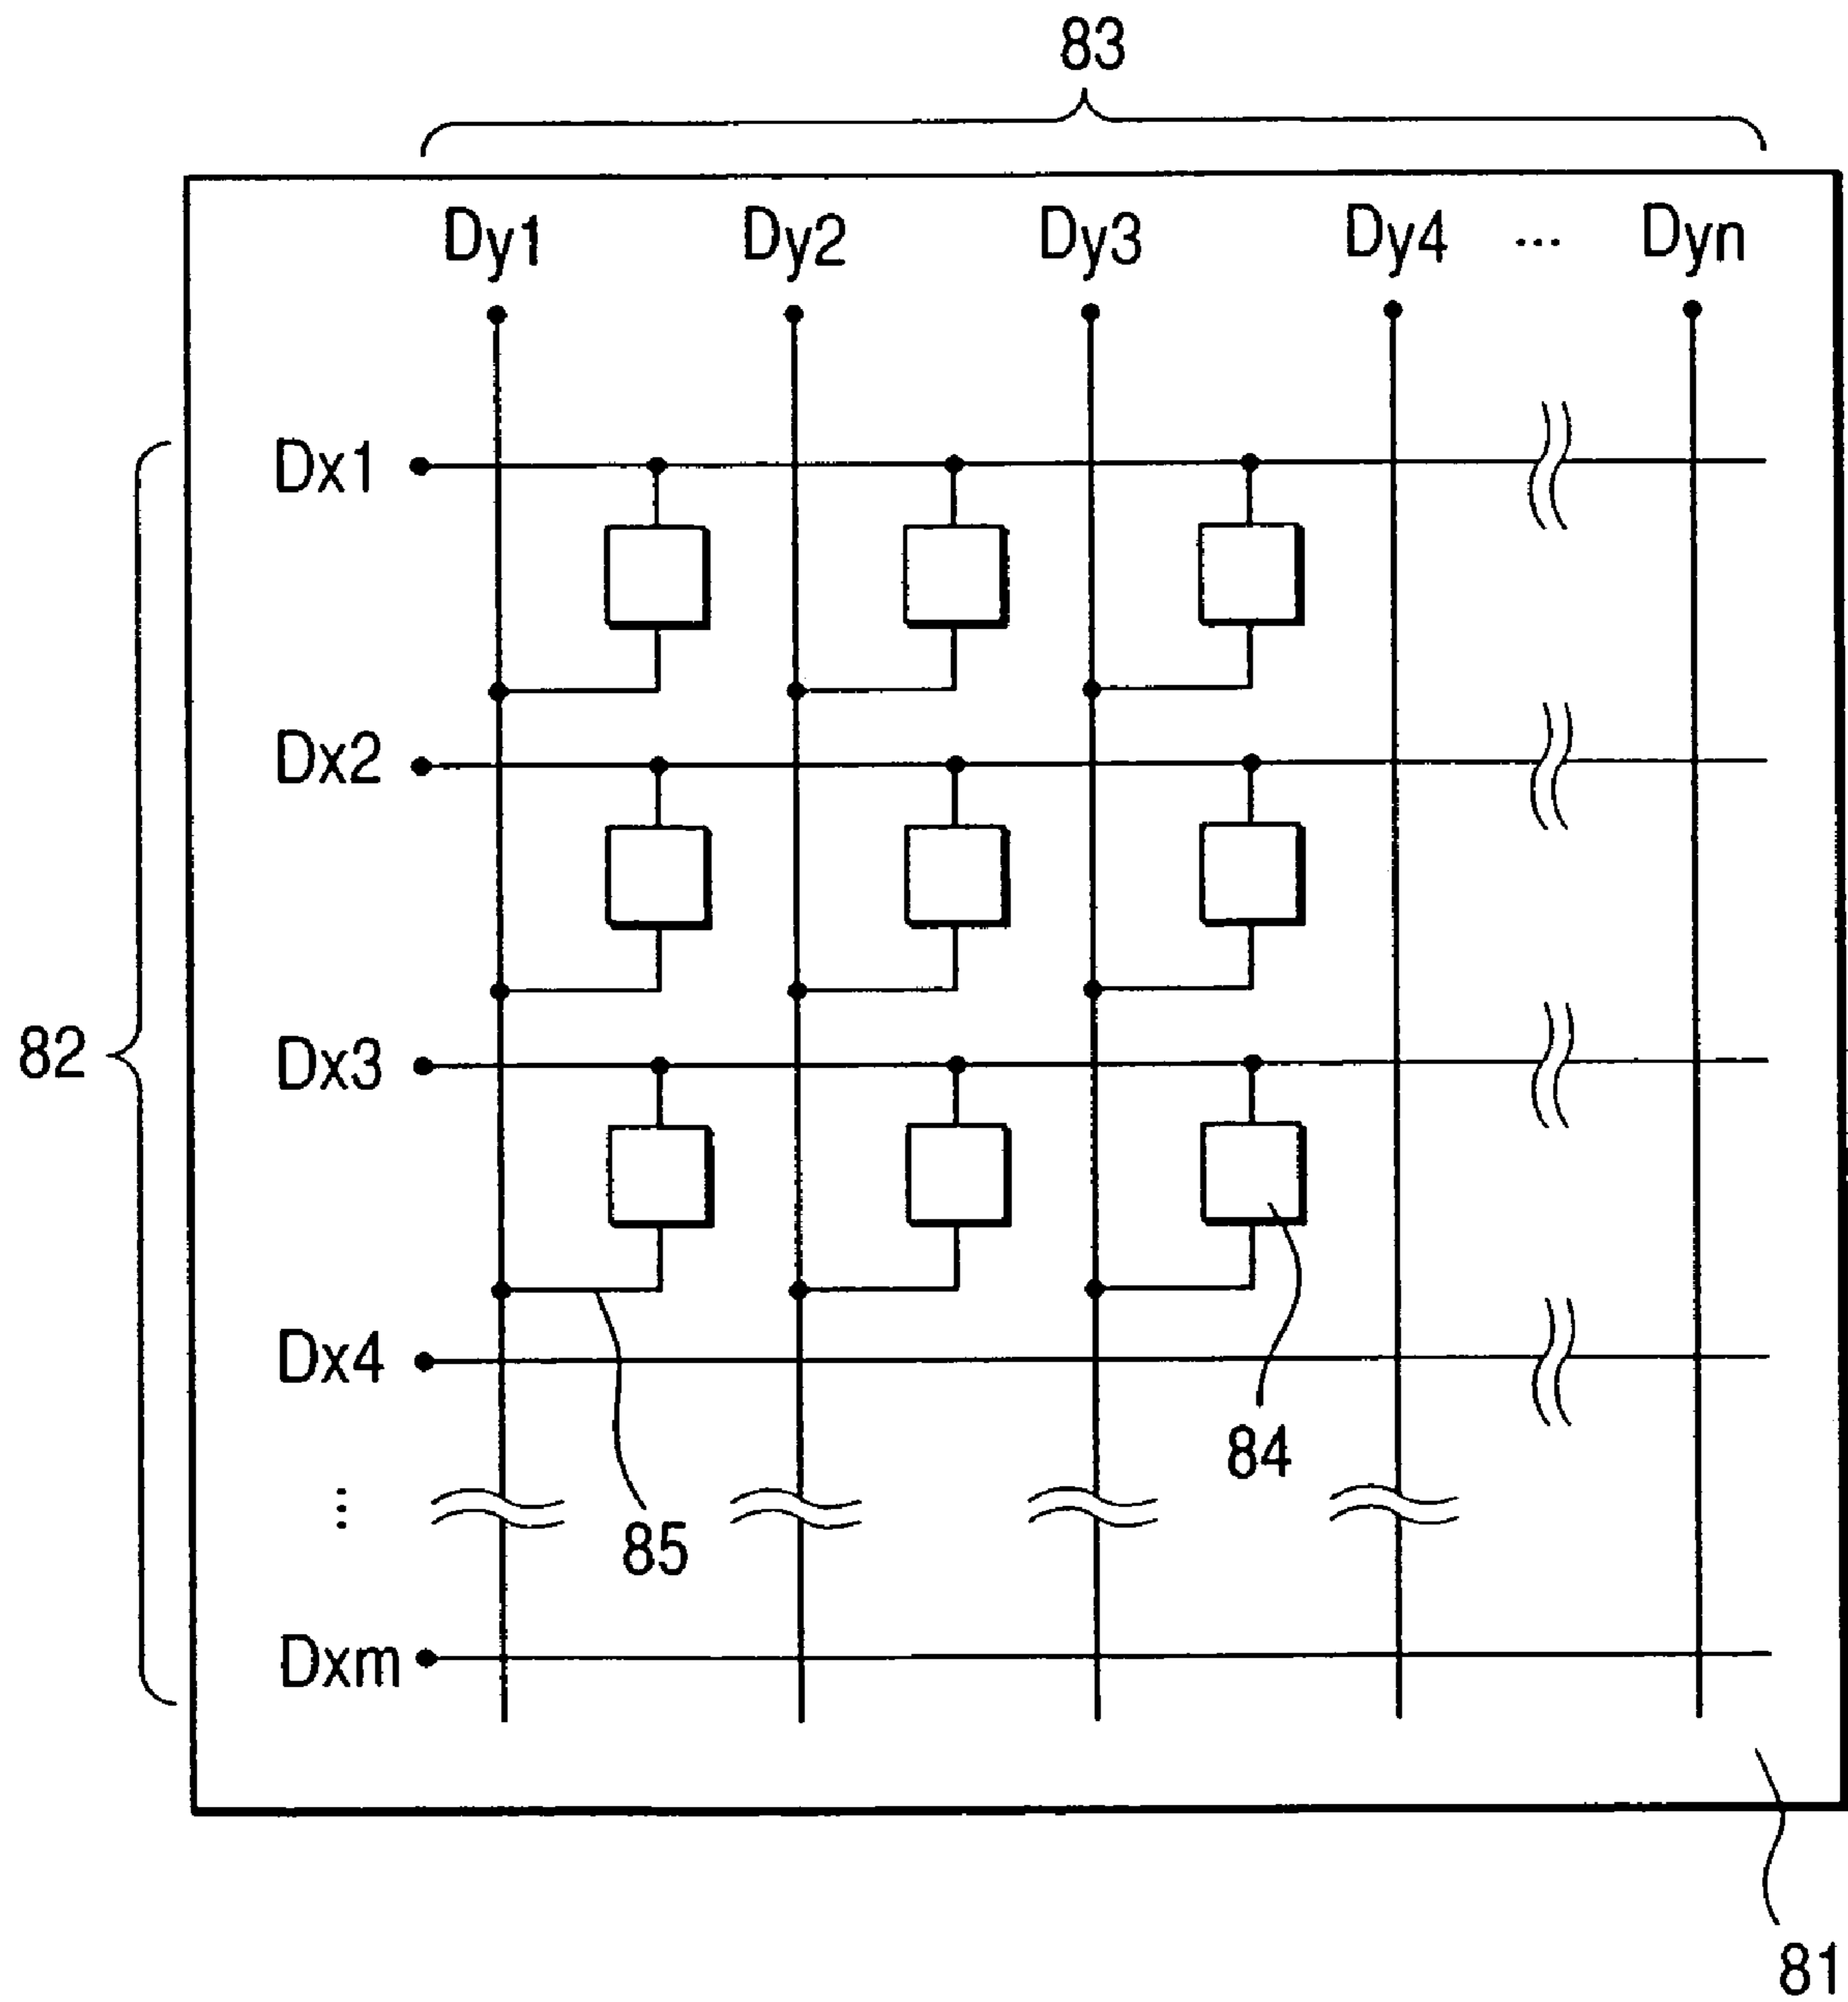 83
Dy1 Dy2 Dy3 Dy4 ... Dyn
Dx1
Dx2
82
Dx3
Dx4
84
⋮
85
Dxm
81